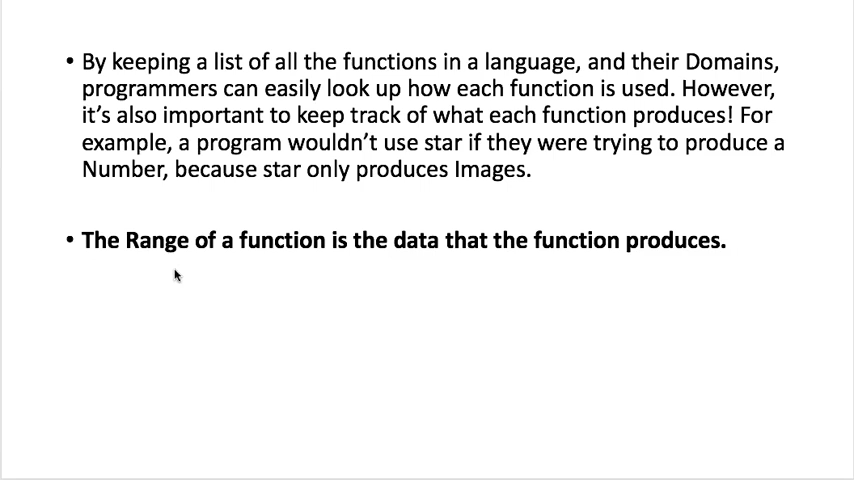 • By keeping a list of all the functions in a language, and their Domains,
programmers can easily look up how each function is used. However,
it’s also important to keep track of what each function produces! For
example, a program wouldn’t use star if they were trying to produce a
Number, because star only produces Images.
• The Range of a function is the data that the function produces.